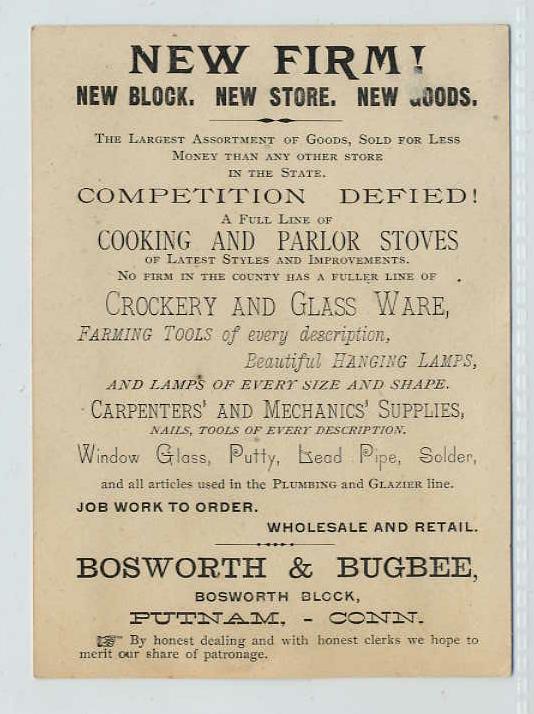 NEW FIRM!
NEW BLOCK. NEW STORE. NEW GOODS.
THE LARGEST ASSORTMENT OF GOODS, SOLD FOR LESS
MONEY THAN ANY OTHER STORE
IN THE STATE.
COMPETITION DEFIED!
A FULL LINE OF
COOKING AND PARLOR STOVES
OF LATEST STYLES AND IMPROVEMENTS.
NO FIRM IN THE COUNTY HAS A FULLER LINE OF
CROCKERY AND GLASS WARE,
FARMING TOOLS of every description,
Beautiful HANGING LAMPS,
AND LAMPS OF EVERY SIZE AND SHAPE.
CARPENTERS' AND MECHANICS' SUPPLIES,
NAILS, TOOLS OF EVERY DESCRIPTION.
Window Glass, Putty, Lead Pipe, Solder,
and all articles used in the PLUMBING and GLAZIER line.
JOB WORK TO ORDER.
WHOLESALE AND RETAIL.
BOSWORTH & BUGBEE,
BOSWORTH BLOCK,
PUTNAM, - CONN.
☞ By honest dealing and with honest clerks we hope to
merit our share of patronage.